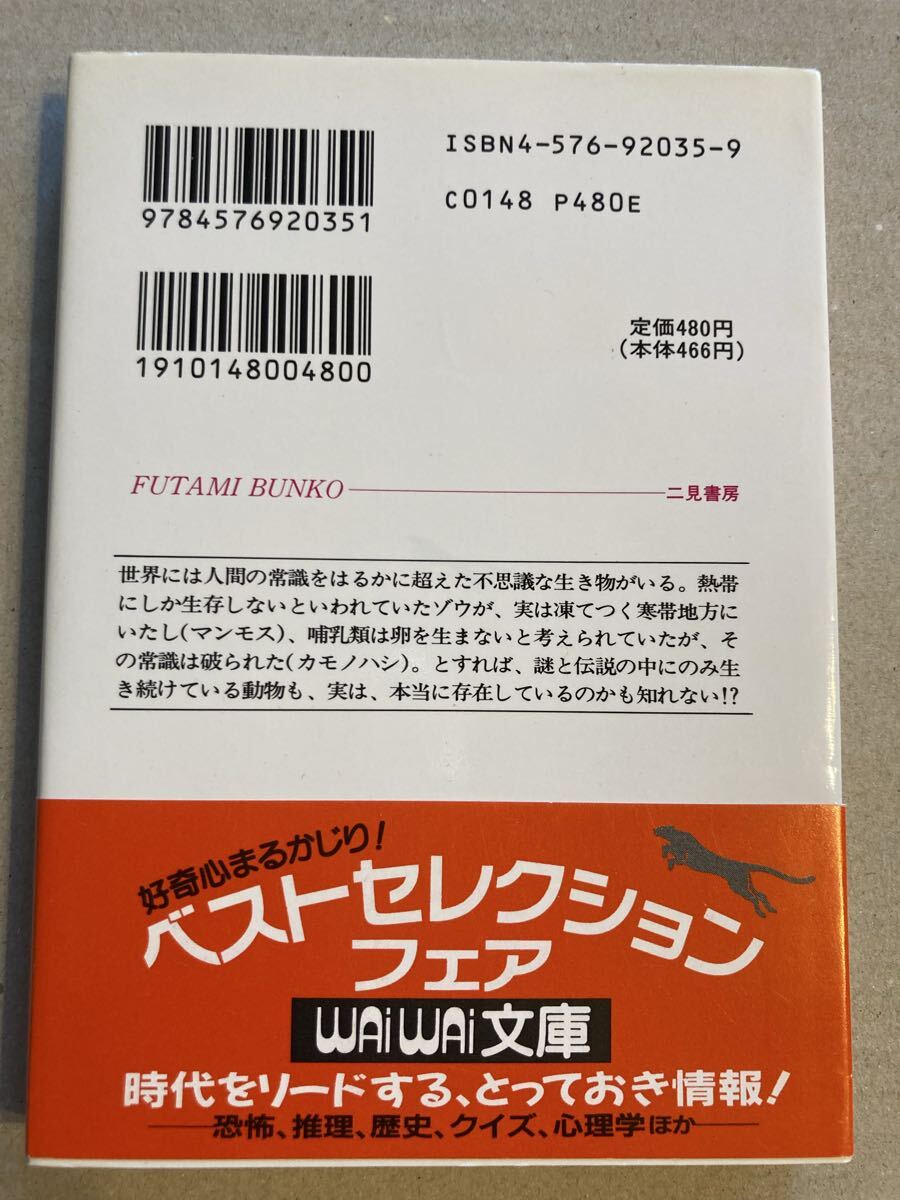 ISBN4-576-92035-9
9784576920351
C0148 P480E
1910148004800
定価480円
(本体466円)
FUTAMI BUNKO
二見書房
世界には人間の常識をはるかに超えた不思議な生き物がいる。熱帯
にしか生存しないといわれていたゾウが、実は凍てつく寒帯地方に
いたし(マンモス)、哺乳類は卵を生まないと考えられていたが、そ
の常識は破られた(カモノハシ)。とすれば、謎と伝説の中にのみ生
き続けている動物も、実は、本当に存在しているのかも知れない!?
好奇心まるかじり!
ベストセレクション
フェア
WAiWAi文庫
時代をリードする、とっておき情報!
恐怖、推理、歴史、クイズ、心理学ほか